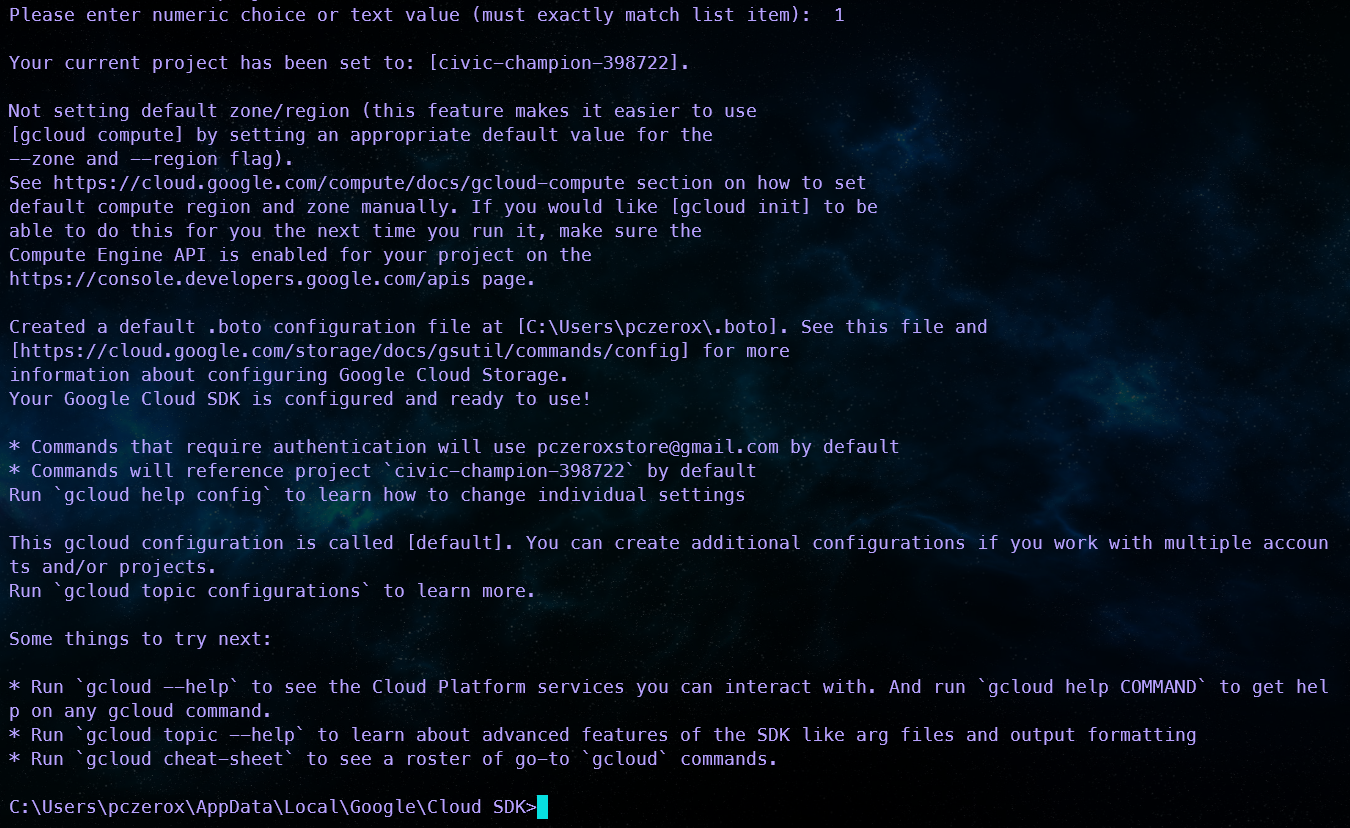 Please enter numeric choice or text value (must exactly match list item):  1
Your current project has been set to: [civic-champion-398722].
Not setting default zone/region (this feature makes it easier to use
[gcloud compute] by setting an appropriate default value for the
--zone and --region flag).
See https://cloud.google.com/compute/docs/gcloud-compute section on how to set
default compute region and zone manually. If you would like [gcloud init] to be
able to do this for you the next time you run it, make sure the
Compute Engine API is enabled for your project on the
https://console.developers.google.com/apis page.
Created a default .boto configuration file at [C:\Users\pczerox\.boto]. See this file and
[https://cloud.google.com/storage/docs/gsutil/commands/config] for more
information about configuring Google Cloud Storage.
Your Google Cloud SDK is configured and ready to use!
* Commands that require authentication will use pczeroxstore@gmail.com by default
* Commands will reference project `civic-champion-398722` by default
Run `gcloud help config` to learn how to change individual settings
This gcloud configuration is called [default]. You can create additional configurations if you work with multiple accoun
ts and/or projects.
Run `gcloud topic configurations` to learn more.
Some things to try next:
* Run `gcloud --help` to see the Cloud Platform services you can interact with. And run `gcloud help COMMAND` to get hel
p on any gcloud command.
* Run `gcloud topic --help` to learn about advanced features of the SDK like arg files and output formatting
* Run `gcloud cheat-sheet` to see a roster of go-to `gcloud` commands.
C:\Users\pczerox\AppData\Local\Google\Cloud SDK>